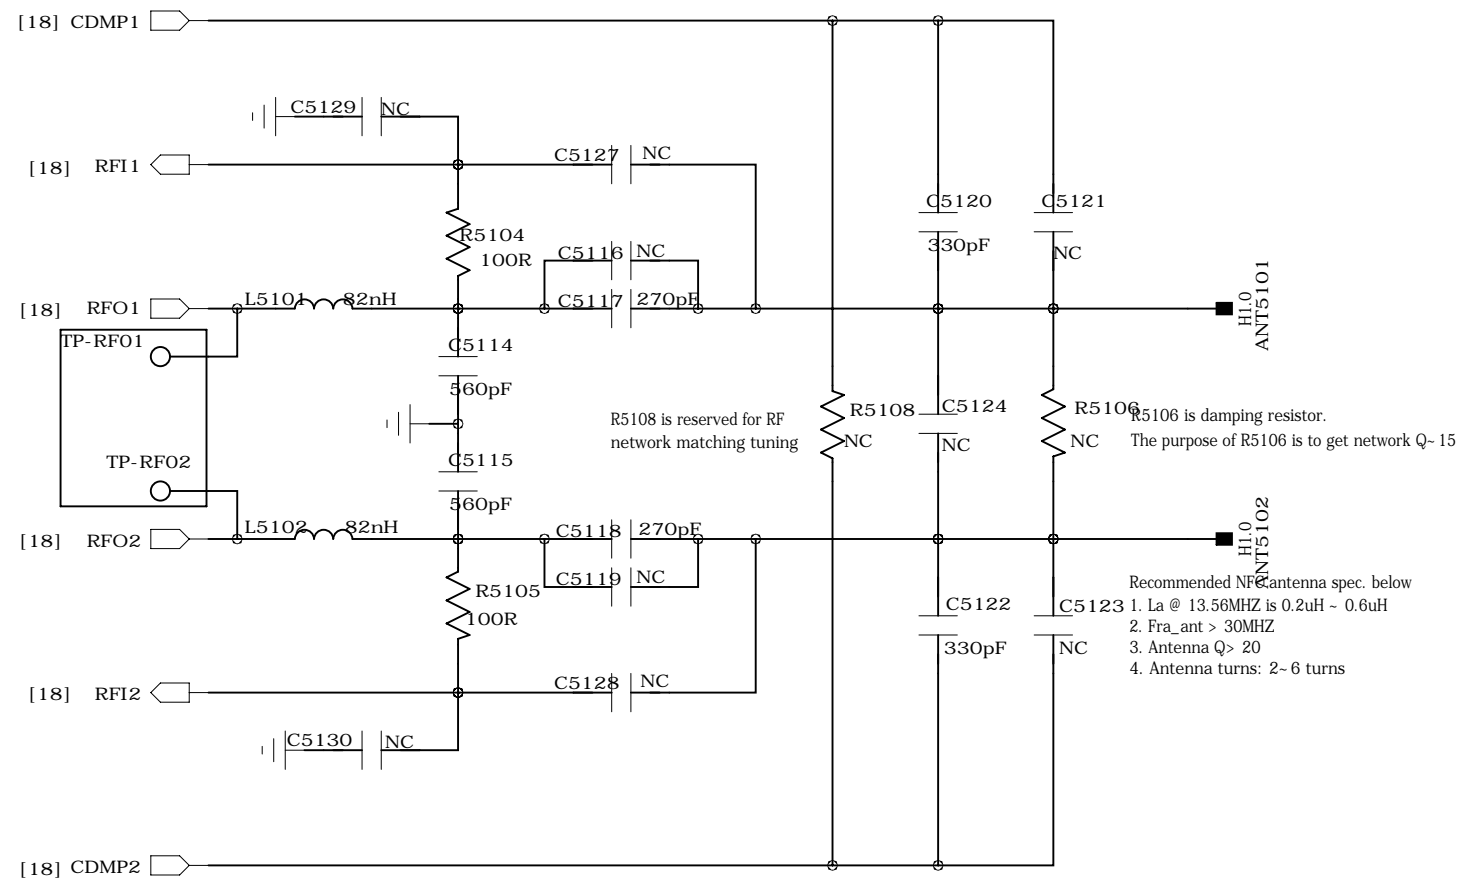 [18] CDMP1
C5129 NC
[18] RFI1
C5127 NC
C5120
330pF
C5121
NC
R5104
100R
C5116 NC
[18] RFO1
L5101 82nH
C5117 270pF
H1.0
ANT5101
TP-RFO1
C5114
560pF
R5108 is reserved for RF
network matching tuning
R5108
NC
C5124
NC
R5106
NC
R5106 is damping resistor.
The purpose of R5106 is to get network Q~15
TP-RFO2
C5115
560pF
[18] RFO2
L5102 82nH
C5118 270pF
H1.0
ANT5102
C5119 NC
R5105
100R
C5122
330pF
C5123
NC
Recommended NFC antenna spec. below
1. La @ 13.56MHZ is 0.2uH ~ 0.6uH
2. Fra_ant > 30MHZ
3. Antenna Q> 20
4. Antenna turns: 2~6 turns
[18] RFI2
C5128 NC
C5130 NC
[18] CDMP2